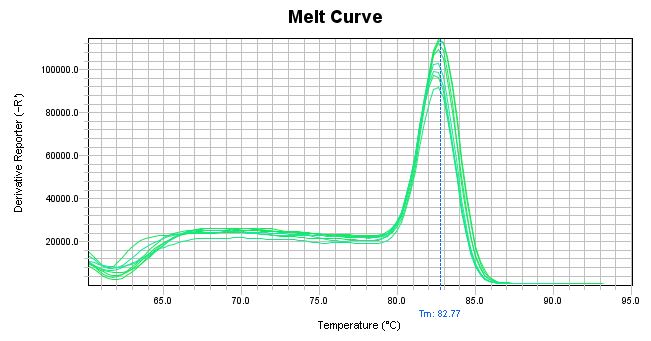 Melt Curve
Derivative Reporter (-R')
100000.0
80000.0
60000.0
40000.0
20000.0
65.0 70.0 75.0 80.0 85.0 90.0 95.0
Tm: 82.77
Temperature (°C)